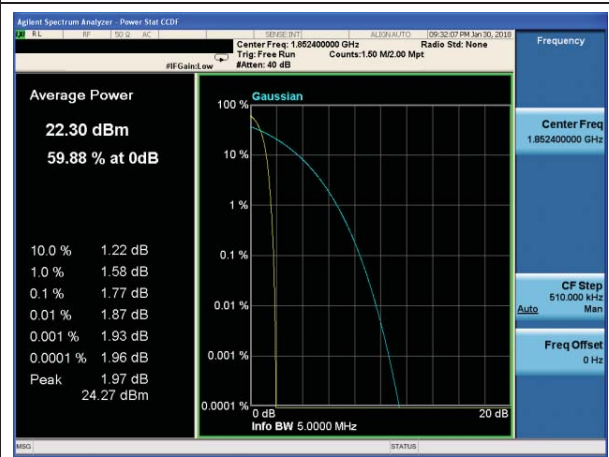 Agilent Spectrum Analyzer - Power Stat CCDF
RL RF 50 Ω AC SENSE:INT ALIGNAUTO 09:32:07 PM Jan 30, 2018
Center Freq: 1.852400000 GHz Radio Std: None
Trig: Free Run Counts:1.50 M/2.00 Mpt
#IFGain:Low #Atten: 40 dB
Frequency
Average Power
22.30 dBm
59.88 % at 0dB
10.0 % 1.22 dB
1.0 % 1.58 dB
0.1 % 1.77 dB
0.01 % 1.87 dB
0.001 % 1.93 dB
0.0001 % 1.96 dB
Peak 1.97 dB
24.27 dBm
Gaussian
100 %
10 %
1 %
0.1 %
0.01 %
0.001 %
0.0001 %
0 dB 20 dB
Info BW 5.0000 MHz
Center Freq
1.852400000 GHz
CF Step
510.000 kHz
Auto Man
Freq Offset
0 Hz
MSG STATUS